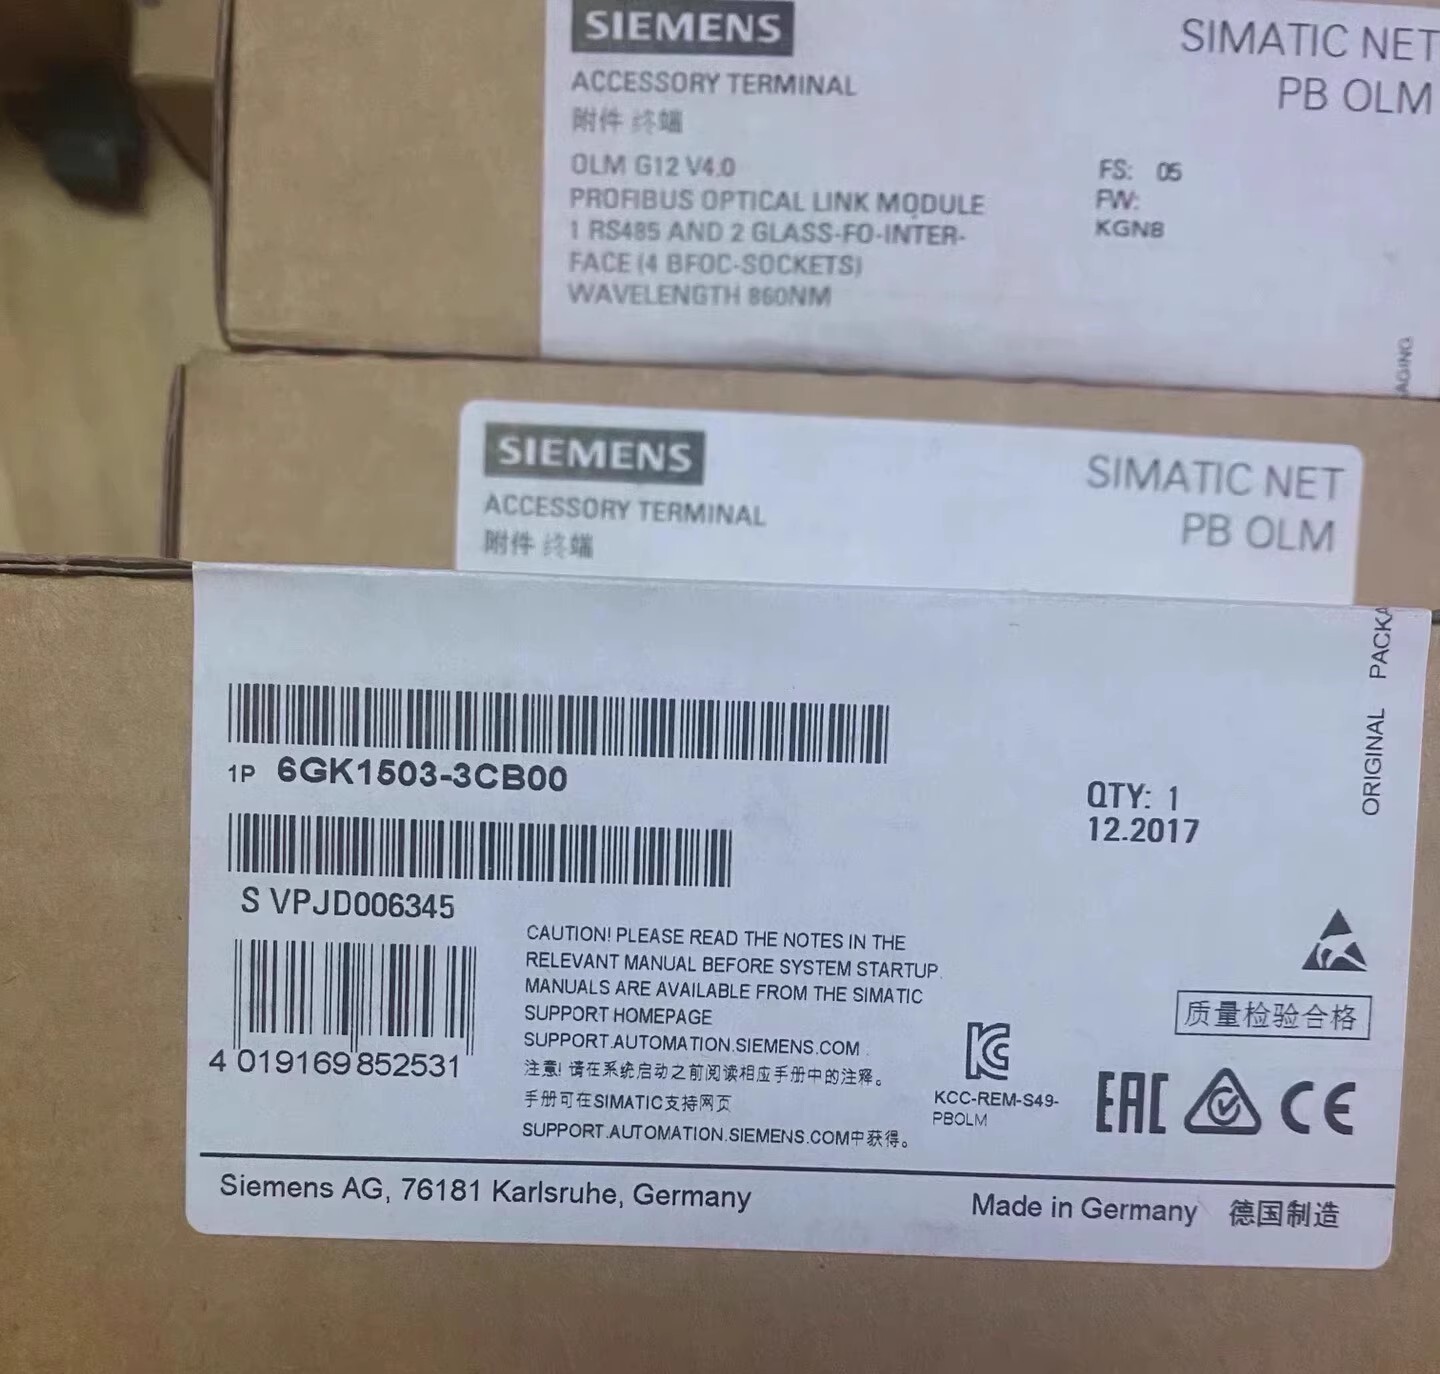 SIEMENS
SIMATIC NET
PB OLM
ACCESSORY TERMINAL
附件 终端
OLM G12 V4.0
PROFIBUS OPTICAL LINK MODULE
1 RS485 AND 2 GLASS-FO-INTER-
FACE (4 BFOC-SOCKETS)
WAVELENGTH 860NM
FS: 05
FW:
KGN8
AGING
SIEMENS
SIMATIC NET
PB OLM
ACCESSORY TERMINAL
附件 终端
ORIGINAL PACKA
1P 6GK1503-3CB00
QTY: 1
12.2017
S VPJD006345
4 019169 852531
CAUTION! PLEASE READ THE NOTES IN THE
RELEVANT MANUAL BEFORE SYSTEM STARTUP.
MANUALS ARE AVAILABLE FROM THE SIMATIC
SUPPORT HOMEPAGE
SUPPORT.AUTOMATION.SIEMENS.COM .
注意! 请在系统启动之前阅读相应手册中的注释。
手册可在SIMATIC支持网页
SUPPORT.AUTOMATION.SIEMENS.COM中获得。
KCC-REM-S49-
PBOLM
质量检验合格
EAC
CE
Siemens AG, 76181 Karlsruhe, Germany
Made in Germany 德国制造